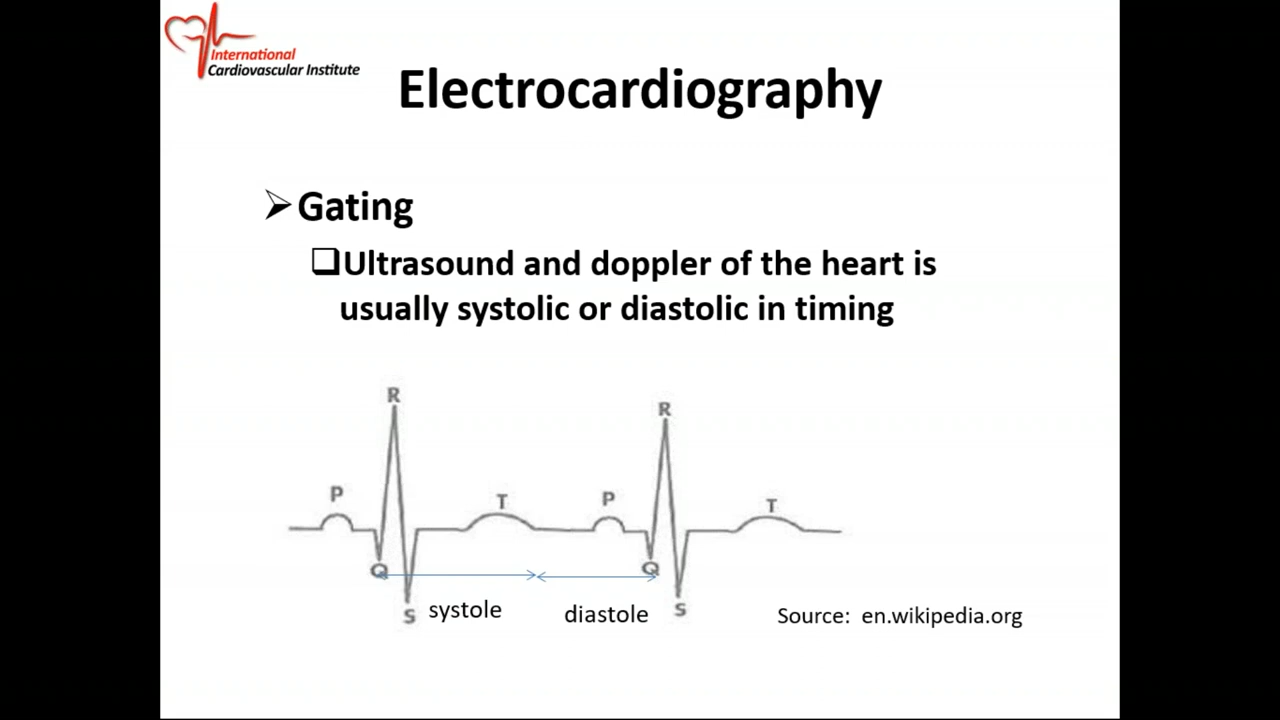 International
Cardiovascular Institute
Electrocardiography
Gating
Ultrasound and doppler of the heart is
usually systolic or diastolic in timing
R
R
P
T
P
T
Q
Q
S
systole
diastole
S
Source: en.wikipedia.org